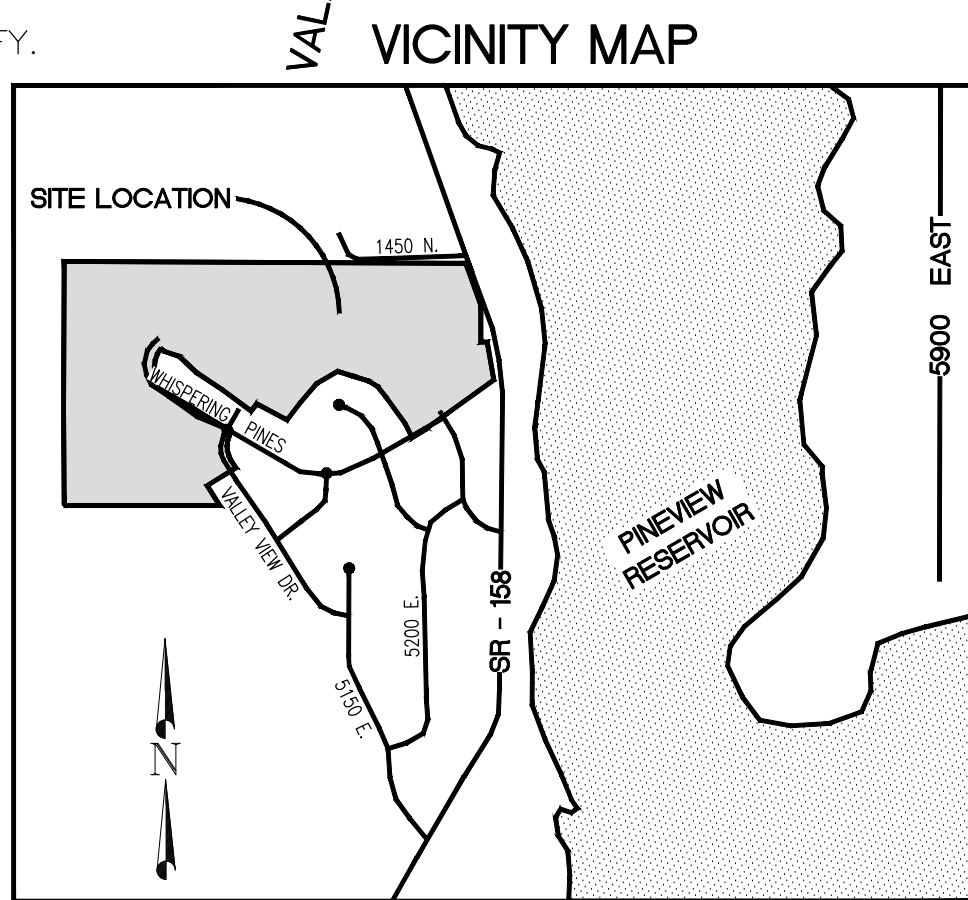 VICINITY MAP
SITE LOCATION
1450 N.
5900 EAST
WHISPERING
PINES
VALLEY VIEW DR.
PINEVIEW
RESERVOIR
SR - 158
5200 E.
5150 E.
N